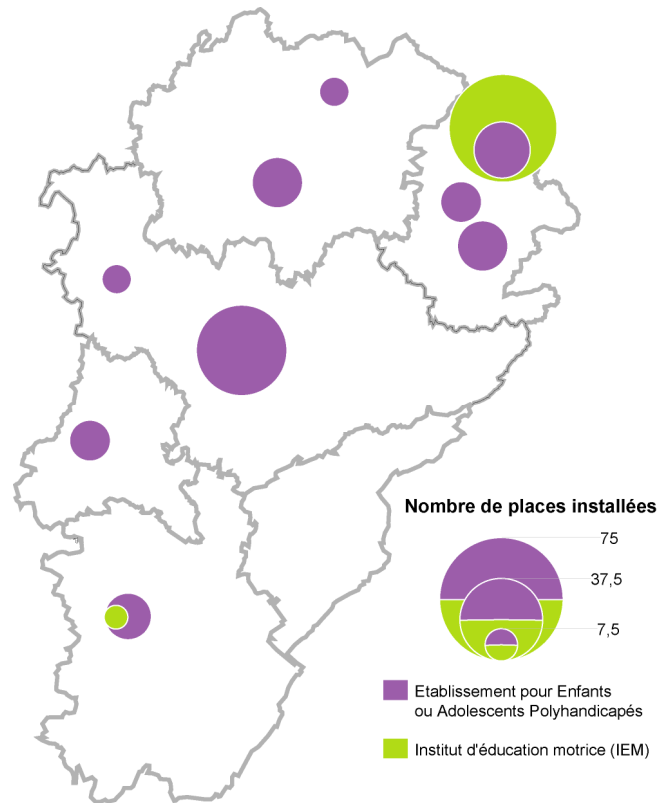 Nombre de places installées
75
37,5
7,5
Etablissement pour Enfants
ou Adolescents Polyhandicapés
Institut d'éducation motrice (IEM)